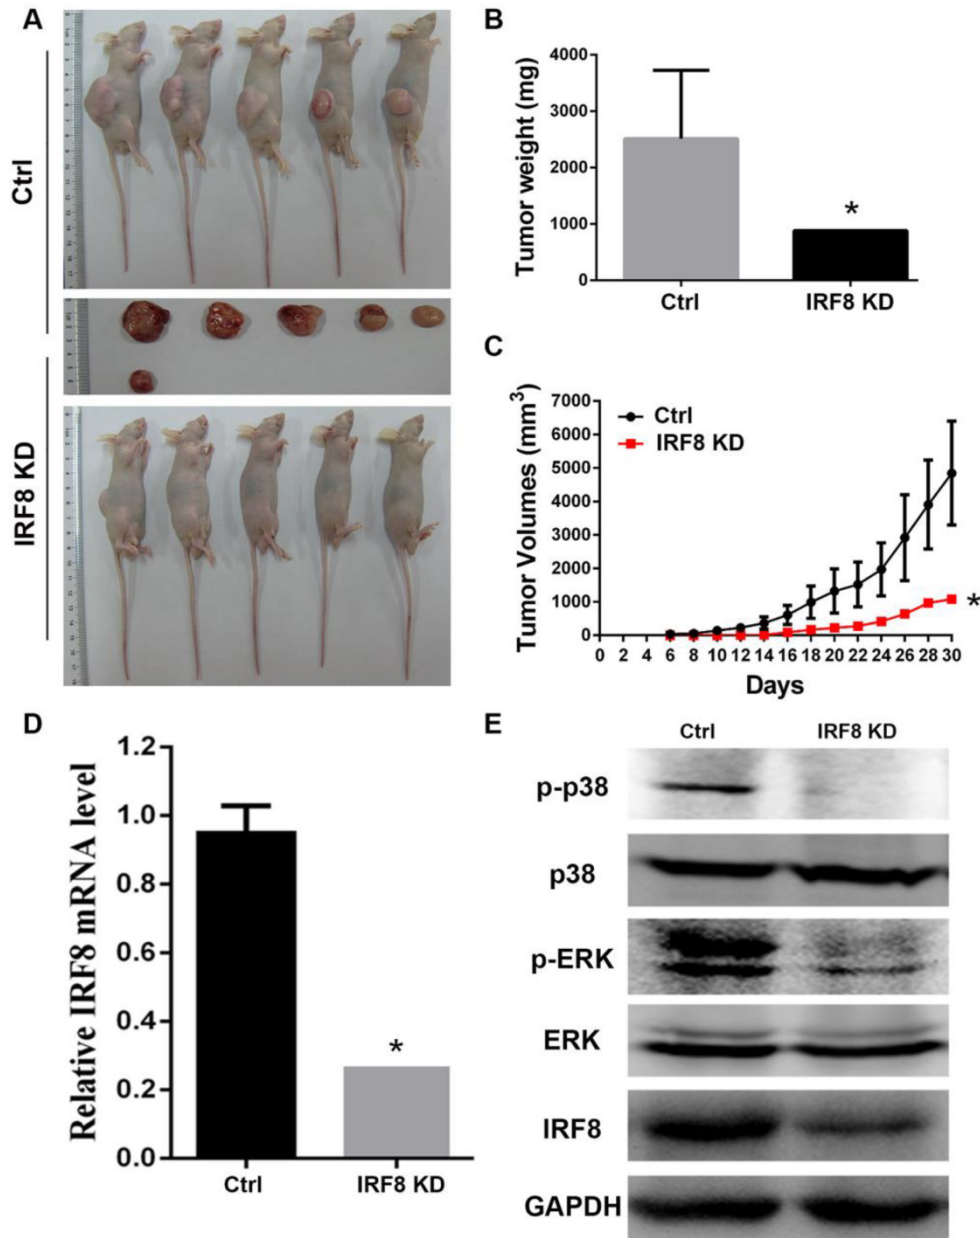 A
Ctrl
IRF8 KD
B
Tumor weight (mg)
4000
3000
2000
1000
0
*
Ctrl
IRF8 KD
C
Tumor Volumes (mm³)
7000
6000
5000
4000
3000
2000
1000
0
Ctrl
IRF8 KD
*
0 2 4 6 8 10 12 14 16 18 20 22 24 26 28 30
Days
D
Relative IRF8 mRNA level
1.2
1.0
0.8
0.6
0.4
0.2
0.0
*
Ctrl
IRF8 KD
E
Ctrl IRF8 KD
p-p38
p38
p-ERK
ERK
IRF8
GAPDH